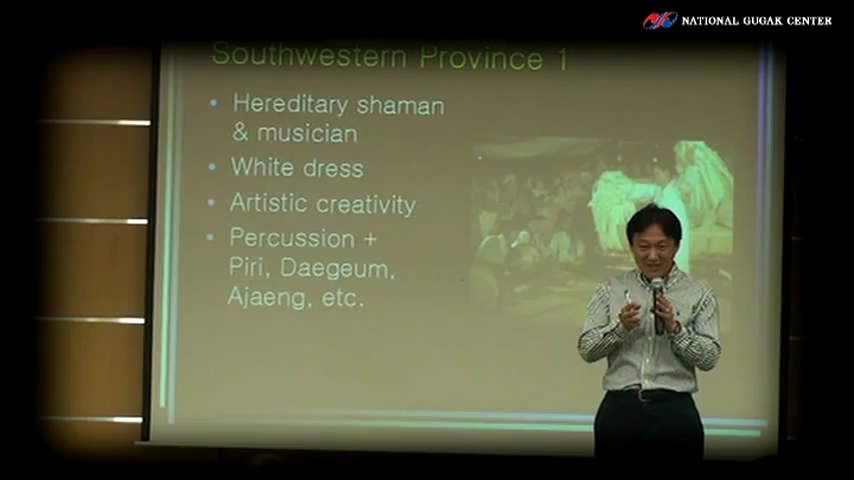 NATIONAL GUGAK CENTER
Southwestern Province 1
• Hereditary shaman
& musician
• White dress
• Artistic creativity
• Percussion +
Piri, Daegeum,
Ajaeng, etc.